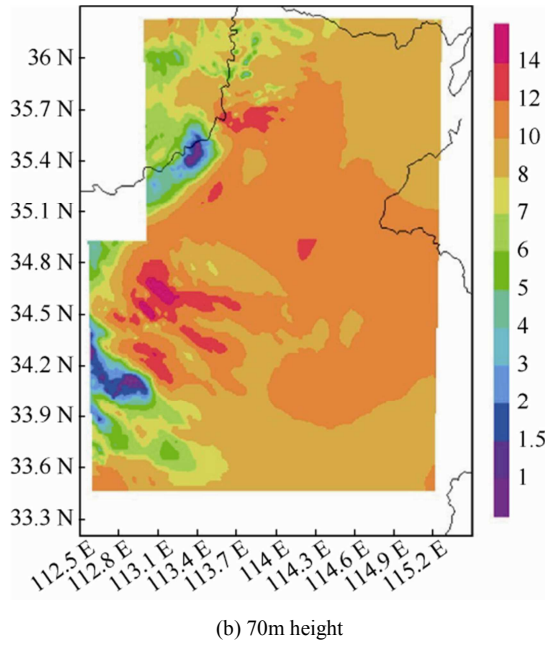 36 N
35.7 N
35.4 N
35.1 N
34.8 N
34.5 N
34.2 N
33.9 N
33.6 N
33.3 N
112.5 E
112.8 E
113.1 E
113.4 E
113.7 E
114 E
114.3 E
114.6 E
114.9 E
115.2 E
14
12
10
8
7
6
5
4
3
2
1.5
1
(b) 70m height